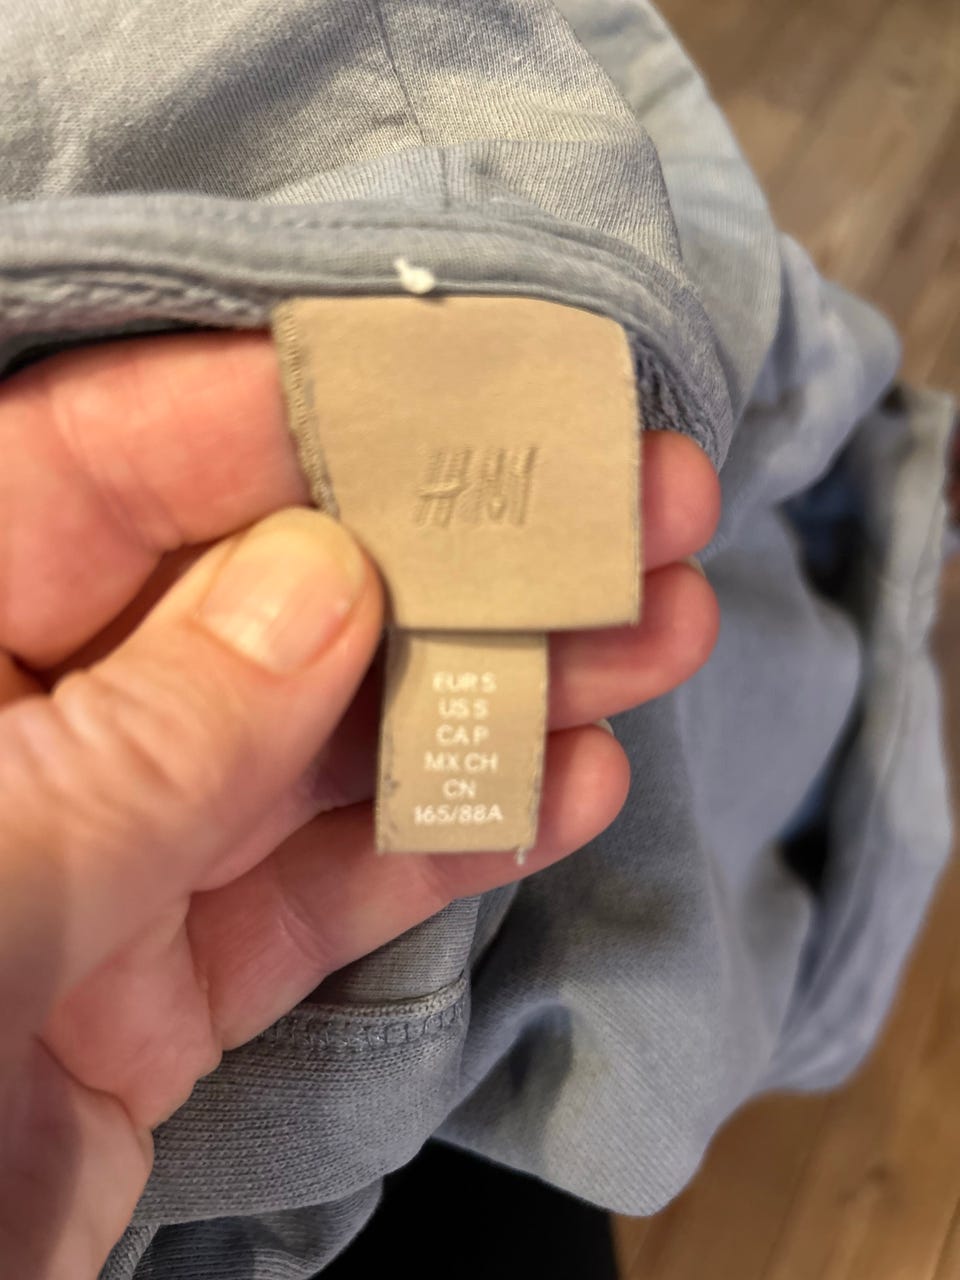 H&M
EUR S
US S
CA P
MX CH
CN
165/88A